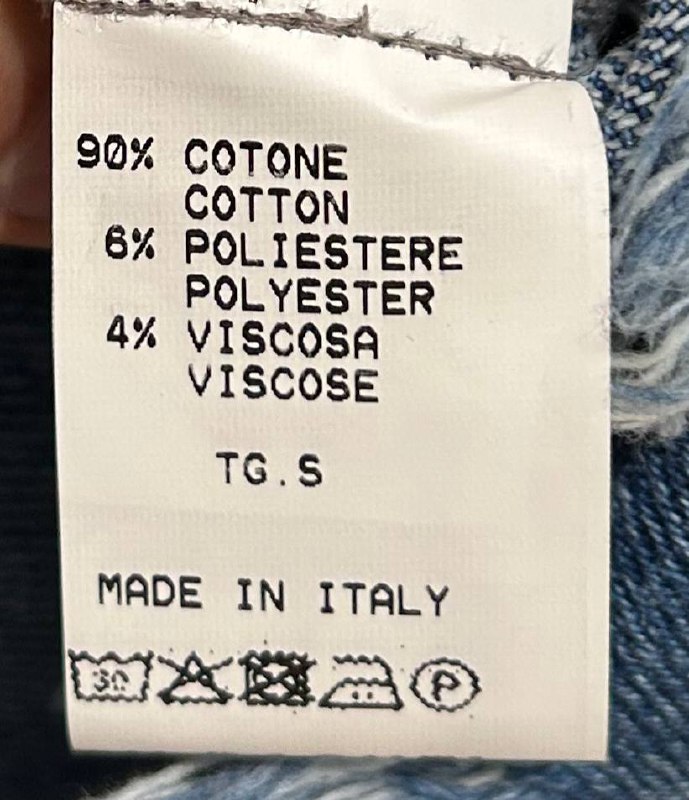 90% COTONE
COTTON
6% POLIESTERE
POLYESTER
4% VISCOSA
VISCOSE
TG.S
MADE IN ITALY
30 P